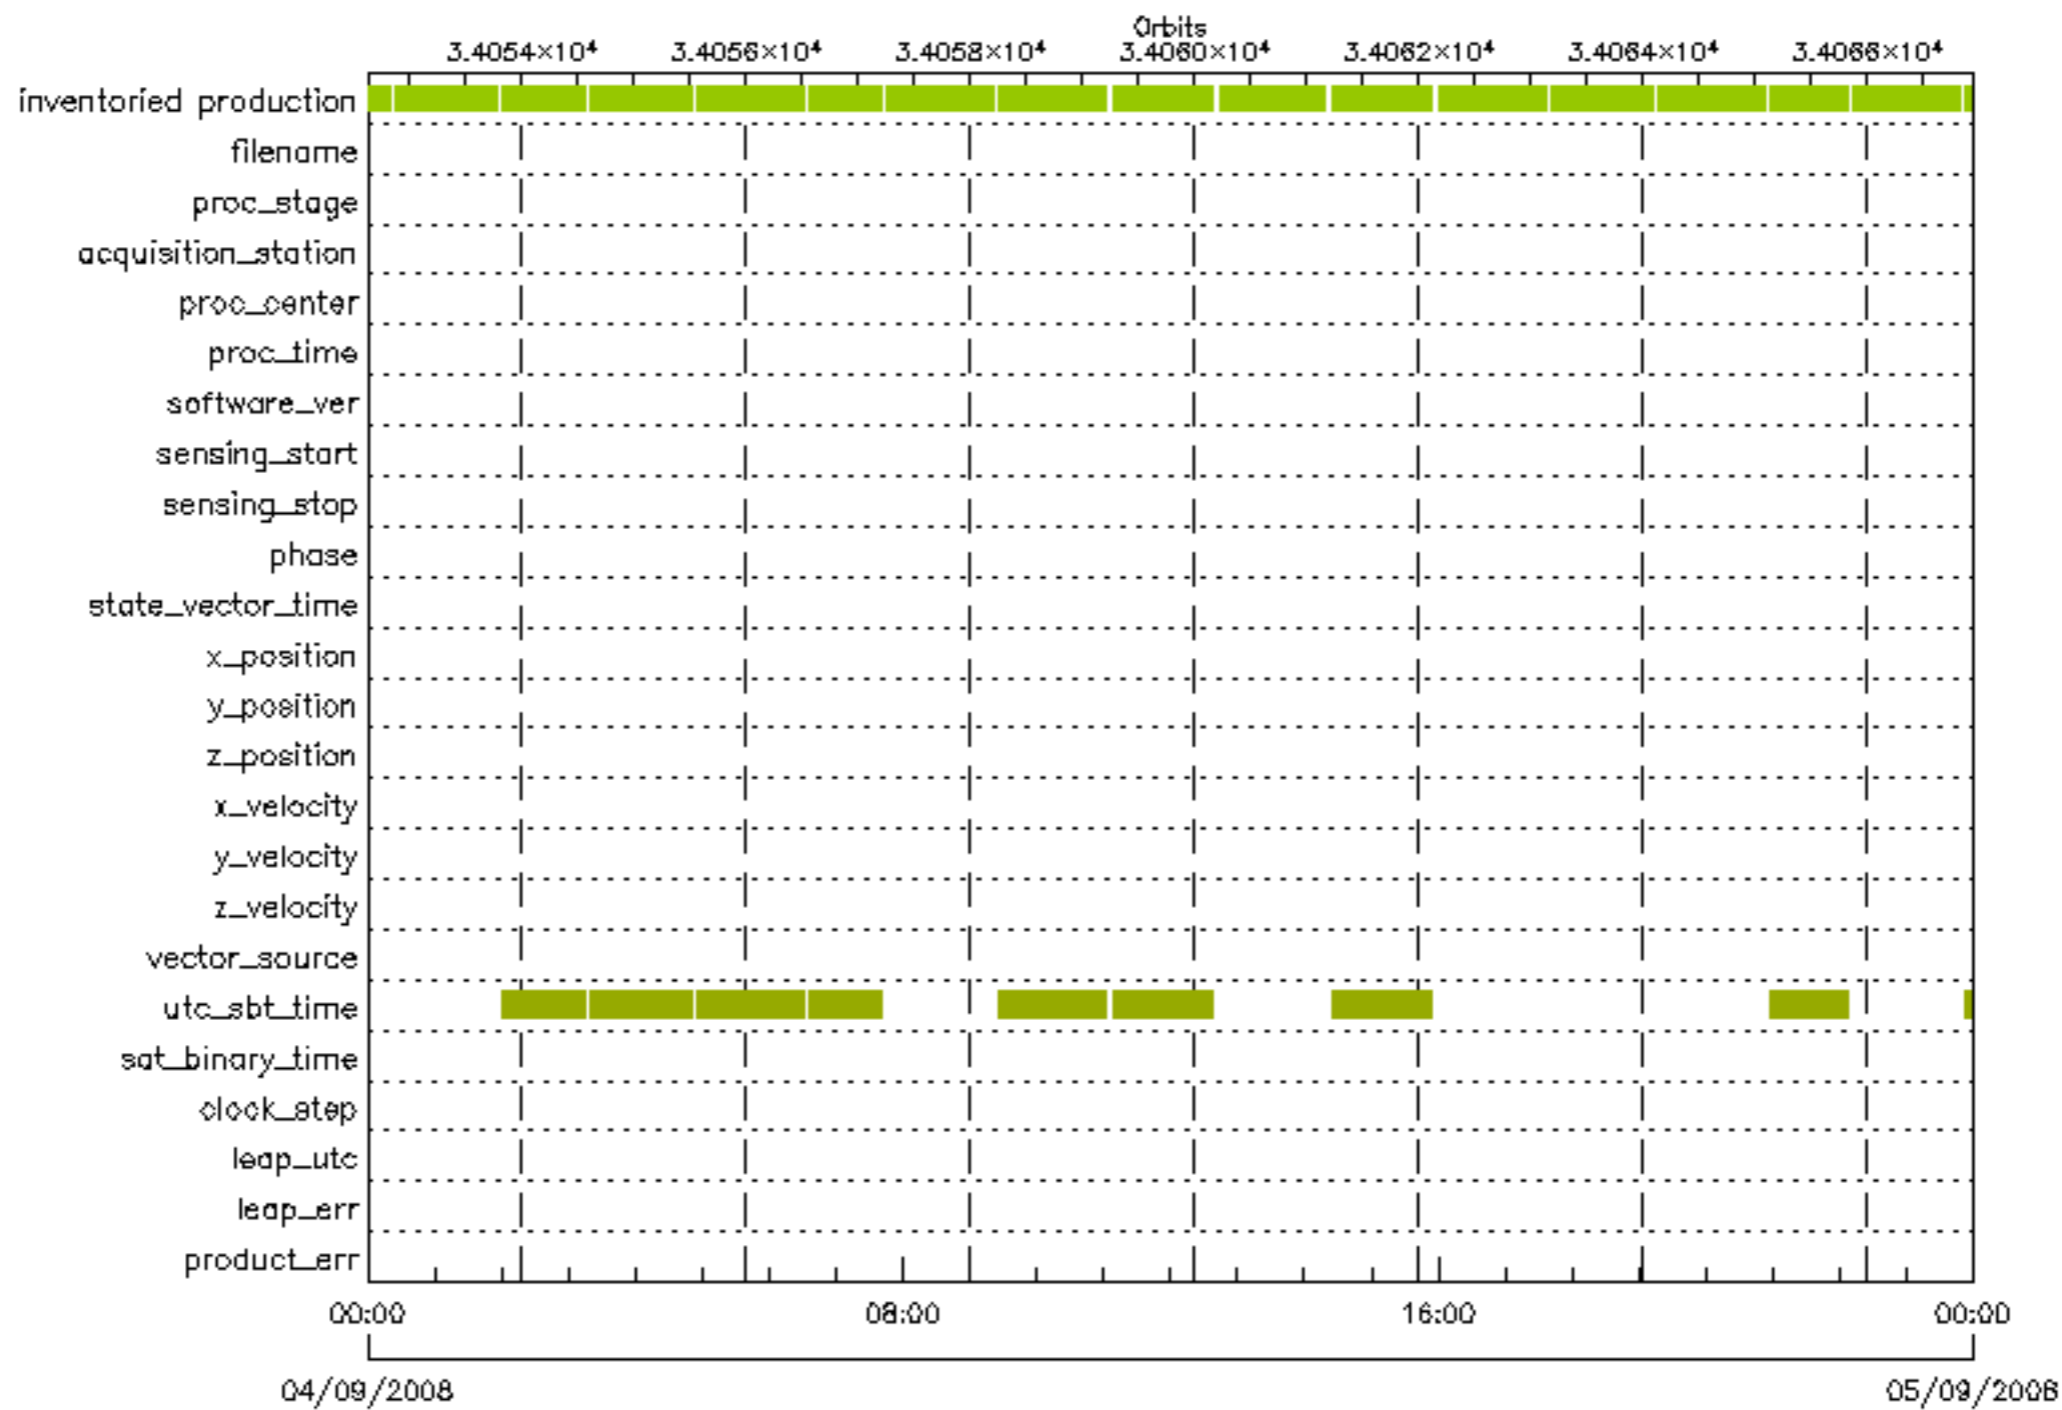 Orbits
3.4054×10⁴ 3.4056×10⁴ 3.4058×10⁴ 3.4060×10⁴ 3.4062×10⁴ 3.4064×10⁴ 3.4066×10⁴
inventoried production
filename
proc_stage
acquisition_station
proc_center
proc_time
software_ver
sensing_start
sensing_stop
phase
state_vector_time
x_position
y_position
z_position
x_velocity
y_velocity
z_velocity
vector_source
utc_sbt_time
sat_binary_time
clock_step
leap_utc
leap_err
product_err
00:00 08:00 16:00 00:00
04/09/2008 05/09/2008